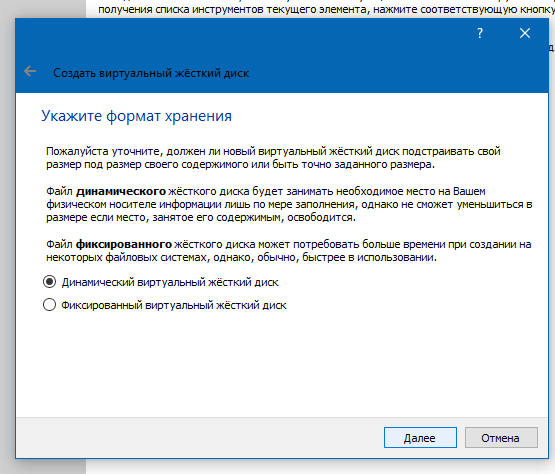 получения списка инструментов текущего элемента, нажмите соответствующую кнопку
?
Создать виртуальный жёсткий диск
Укажите формат хранения
Пожалуйста уточните, должен ли новый виртуальный жёсткий диск подстраивать свой
размер под размер своего содержимого или быть точно заданного размера.
Файл динамического жёсткого диска будет занимать необходимое место на Вашем
физическом носителе информации лишь по мере заполнения, однако не сможет уменьшиться в
размере если место, занятое его содержимым, освободится.
Файл фиксированного жёсткого диска может потребовать больше времени при создании на
некоторых файловых системах, однако, обычно, быстрее в использовании.
Динамический виртуальный жёсткий диск
Фиксированный виртуальный жёсткий диск
Далее
Отмена